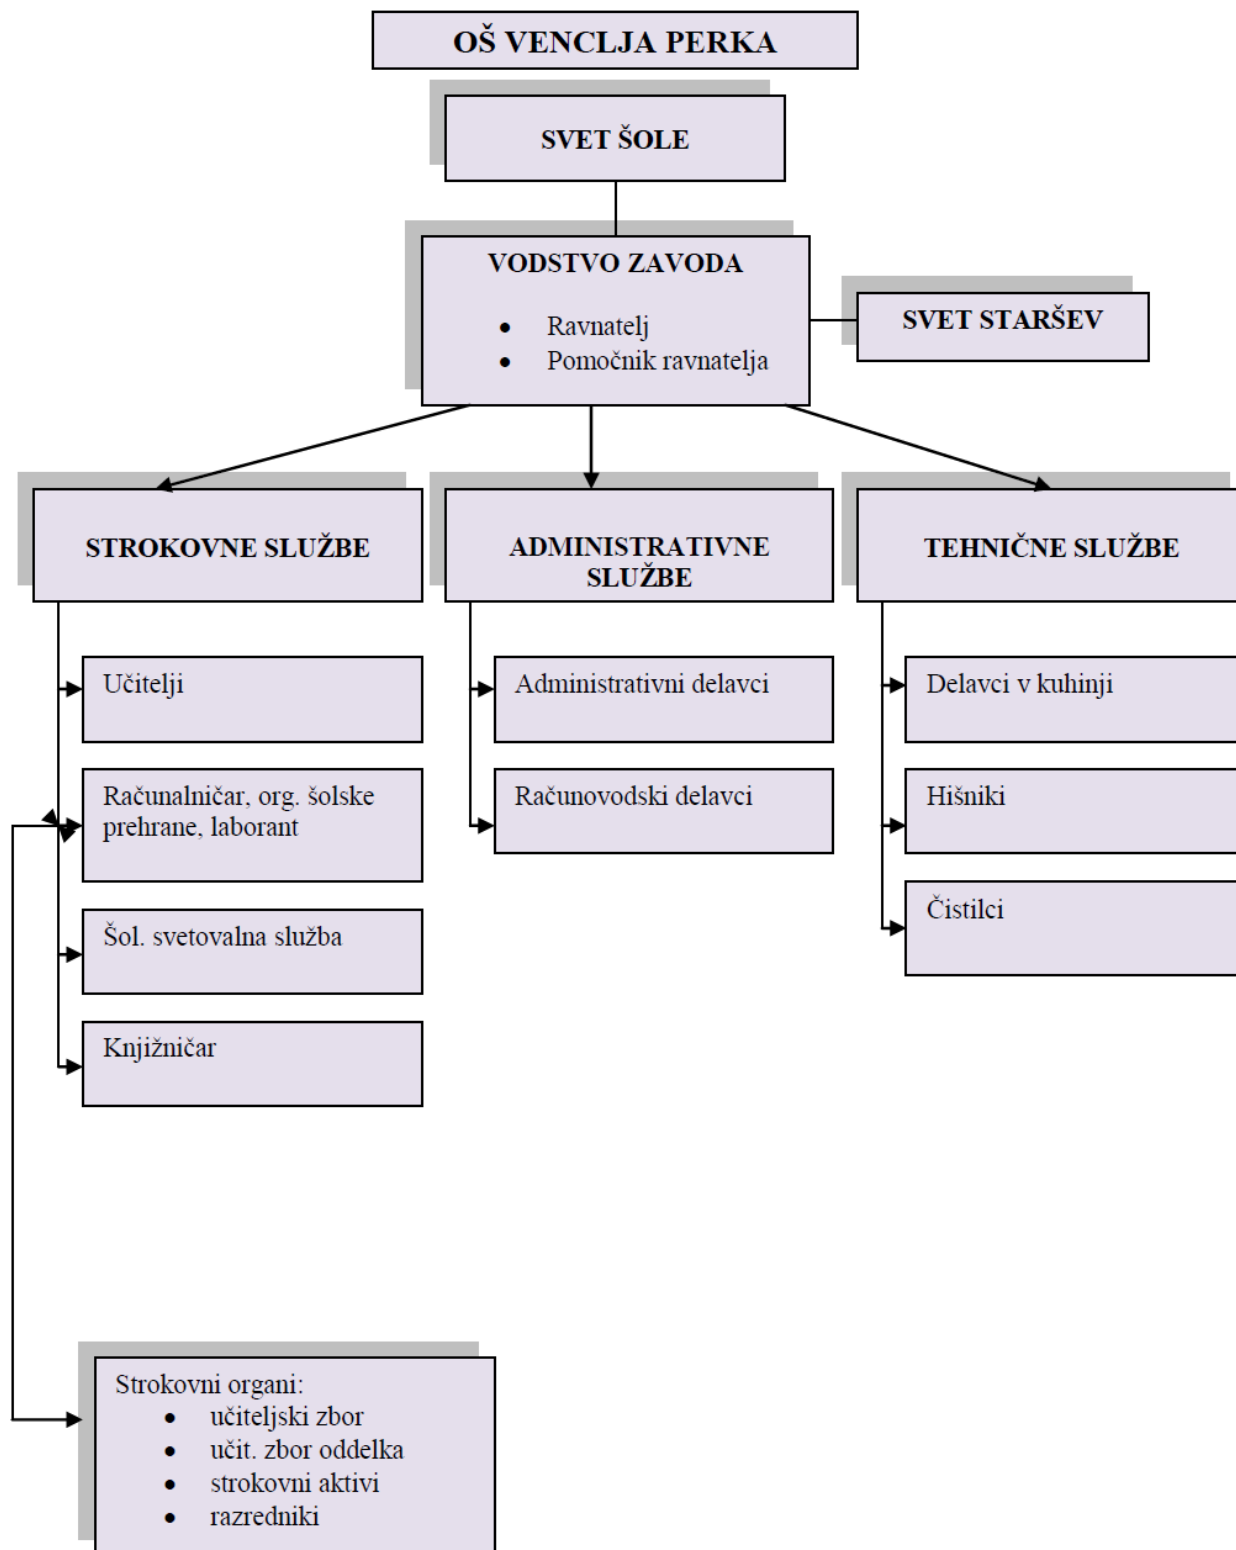 OŠ VENCLJA PERKA
SVET ŠOLE
VODSTVO ZAVODA
• Ravnatelj
• Pomočnik ravnatelja
SVET STARŠEV
STROKOVNE SLUŽBE
Učitelji
Računalničar, org. šolske
prehrane, laborant
Šol. svetovalna služba
Knjižničar
ADMINISTRATIVNE
SLUŽBE
Administrativni delavci
Računovodski delavci
TEHNIČNE SLUŽBE
Delavci v kuhinji
Hišniki
Čistilci
Strokovni organi:
• učiteljski zbor
• učit. zbor oddelka
• strokovni aktivi
• razredniki